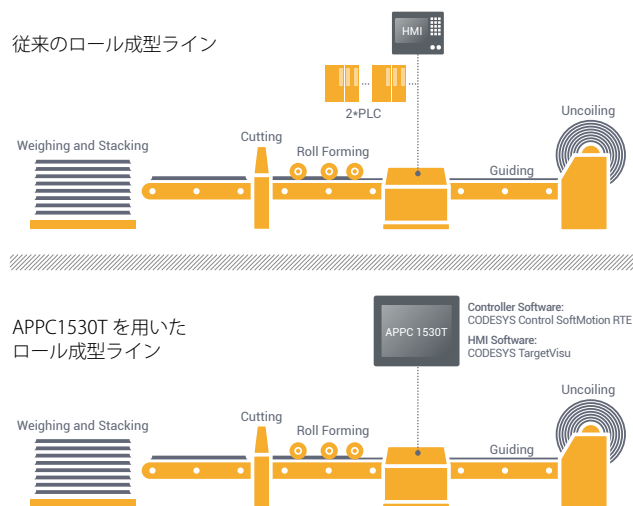 従来のロール成型ライン
HMI
2*PLC
Uncoiling
Weighing and Stacking
Cutting
Roll Forming
Guiding
APPC1530T を用いた
ロール成型ライン
APPC 1530T
Controller Software:
CODESYS Control SoftMotion RTE
HMI Software:
CODESYS TargetVisu
Uncoiling
Weighing and Stacking
Cutting
Roll Forming
Guiding